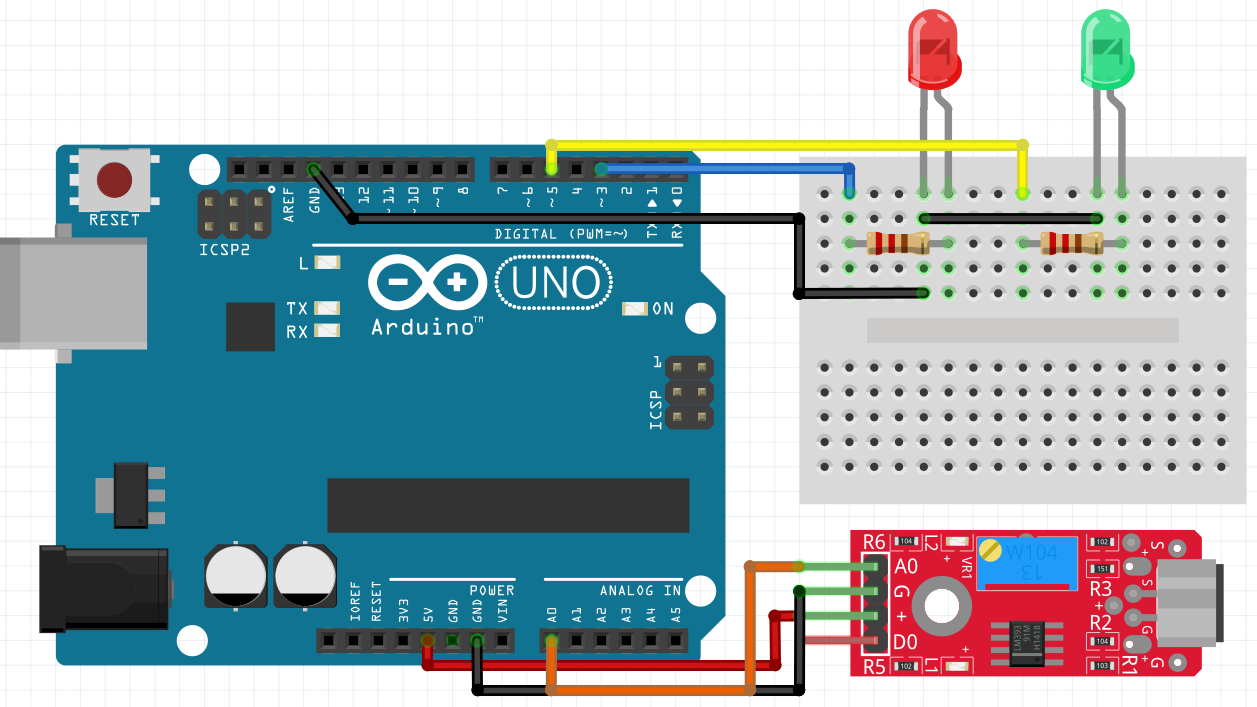 RESET
ICSP2
AREF
GND
13
12
~11
~10
~9
8
7
~6
~5
4
~3
2
TX▶1
RX◀0
DIGITAL (PWM=~)
L
TX
RX
Arduino™
UNO
ON
1
ICSP
IOREF
RESET
3V3
5V
GND
GND
VIN
POWER
ANALOG IN
A0
A1
A2
A3
A4
A5
R6
104
L2
+
VR1
W104
102
+
S
A0
G
+
D0
151
R3
S
+
R2
G
LM393
91M
H1418
104
R5
102
L1
+
103
R1
+
G